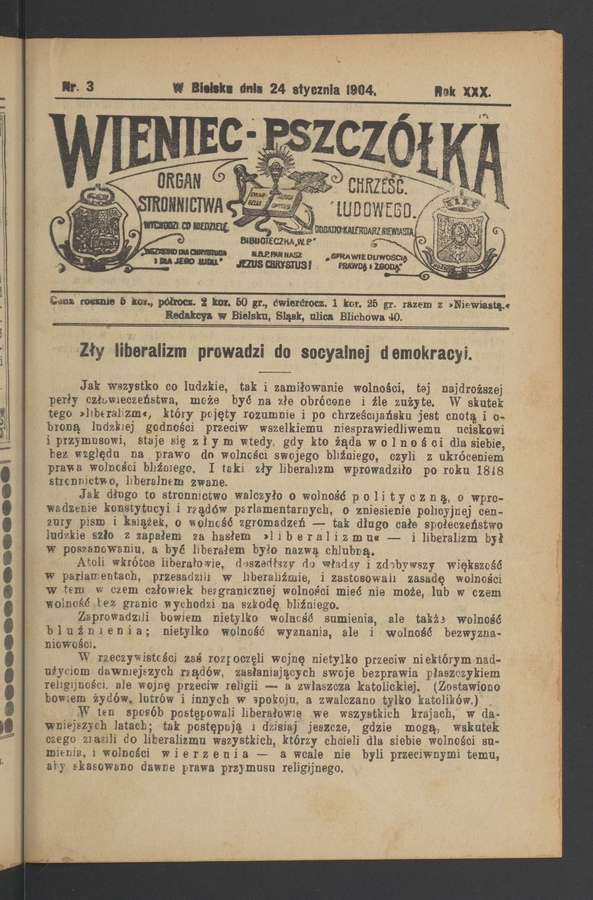 Nr. 3
W Bielsku dnia 24 stycznia 1904.
Rok XXX.
WIENIEC-PSZCZÓŁKA
ORGAN
STRONNICTWA
CHRZEŚĆ.
LUDOWEGO.
WYCHODZI CO NIEDZIELĘ
DODATKI: KALENDARZ, NIEWIASTA
BIBLIOTECZKA „W. P"
„WSZYSTKO DLA CHRYSTUSA
I DLA JEGO LUDU."
N.B.P. PAN NASZ
JEZUS CHRYSTUS!
„SPRAWIEDLIWOŚCIĄ
PRAWDĄ I ZGODĄ"
Cena rocznie 5 kor., półrocz. 2 kor. 50 gr., ćwierćrocz. 1 kor. 25 gr. razem z »Niewiastą.«
Redakcya w Bielsku, Śląsk, ulica Blichowa 40.
Zły liberalizm prowadzi do socyalnej demokracyi.
Jak wszystko co ludzkie, tak i zamiłowanie wolności, tej najdroższej
perły człowieczeństwa, może być na złe obrócone i źle zużyte. W skutek
tego »liberalizm«, który pojęty rozumnie i po chrześcijańsku jest cnotą i o-
broną ludzkiej godności przeciw wszelkiemu niesprawiedliwemu uciskowi
i przymusowi, staje się złym wtedy, gdy kto żąda wolności dla siebie,
bez względu na prawo do wolności swojego bliźniego, czyli z ukróceniem
prawa wolności bliźniego. I taki zły liberalizm wprowadziło po roku 1848
stronnictwo, liberalnem zwane.
Jak długo to stronnictwo walczyło o wolność polityczną, o wpro-
wadzenie konstytucyi i rządów parlamentarnych, o zniesienie policyjnej cen-
zury pism i książek, o wolność zgromadzeń — tak długo całe społeczeństwo
ludzkie szło z zapałem za hasłem »liberalizmu« — i liberalizm był
w poszanowaniu, a być liberałem było nazwą chlubną.
Atoli wkrótce liberałowie, doszedłszy do władzy i zdobywszy większość
w parlamentach, przesadzili w liberaliźmie, i zastosowali zasadę wolności
w tem w czem człowiek bezgranicznej wolności mieć nie może, lub w czem
wolność bez granic wychodzi na szkodę bliźniego.
Zaprowadzili bowiem nietylko wolność sumienia, ale także wolność
bluźnienia; nietylko wolność wyznania, ale i wolność bezwyzna-
niowości.
W rzeczywistości zaś rozpoczęli wojnę nietylko przeciw niektórym nad-
użyciom dawniejszych rządów, zasłaniających swoje bezprawia płaszczykiem
religijności, ale wojnę przeciw religii — a zwłaszcza katolickiej. (Zostawiono
bowiem żydów, lutrów i innych w spokoju, a zwalczano tylko katolików.)
W ten sposób postępowali liberałowie we wszystkich krajach, w da-
wniejszych latach; tak postępują i dzisiaj jeszcze, gdzie mogą, wskutek
czego zrazili do liberalizmu wszystkich, którzy chcieli dla siebie wolności su-
mienia, i wolności wierzenia — a wcale nie byli przeciwnymi temu,
aby skasowano dawne prawa przymusu religijnego.